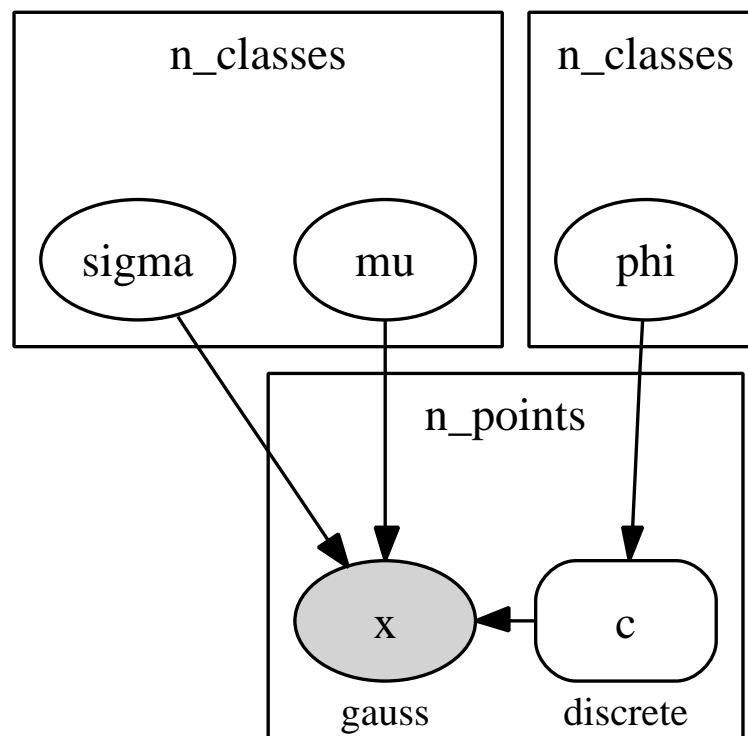 n_classes
n_classes
sigma
mu
phi
n_points
x
c
gauss
discrete